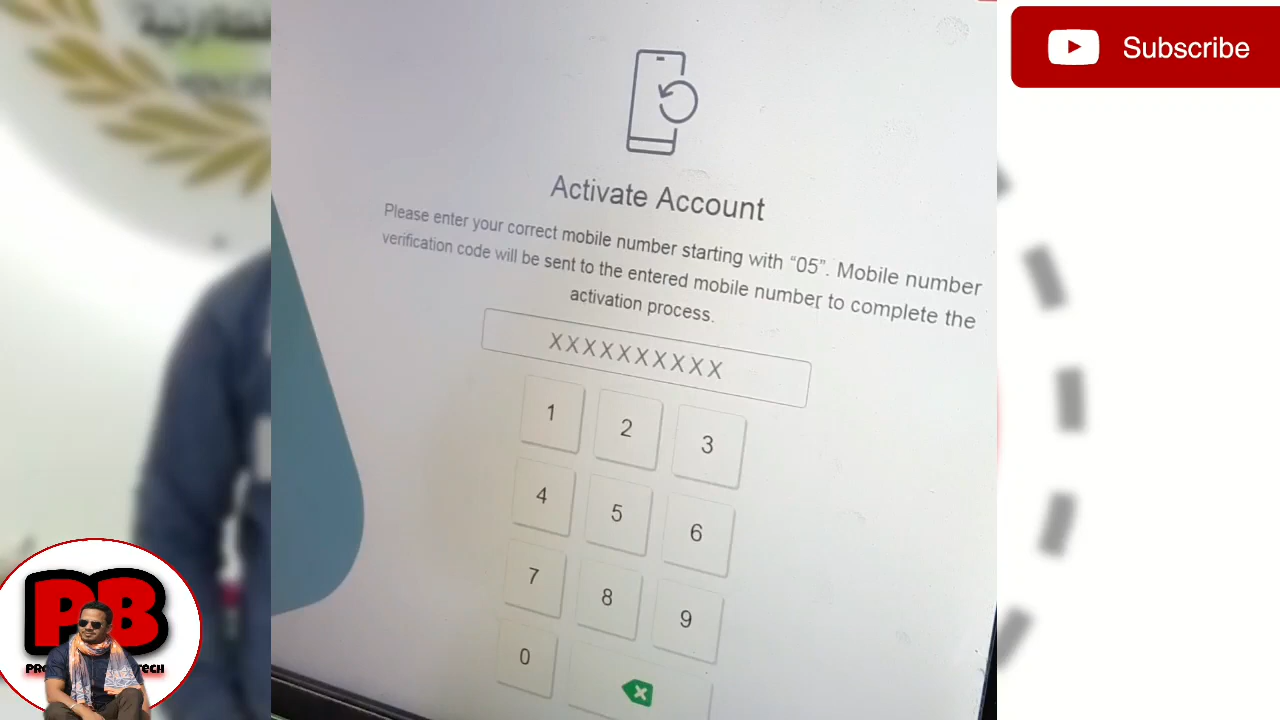 Subscribe
Activate Account
Please enter your correct mobile number starting with “05”. Mobile number
verification code will be sent to the entered mobile number to complete the
activation process.
XXXXXXXXXX
1 2 3
4 5 6
7 8 9
0
PB